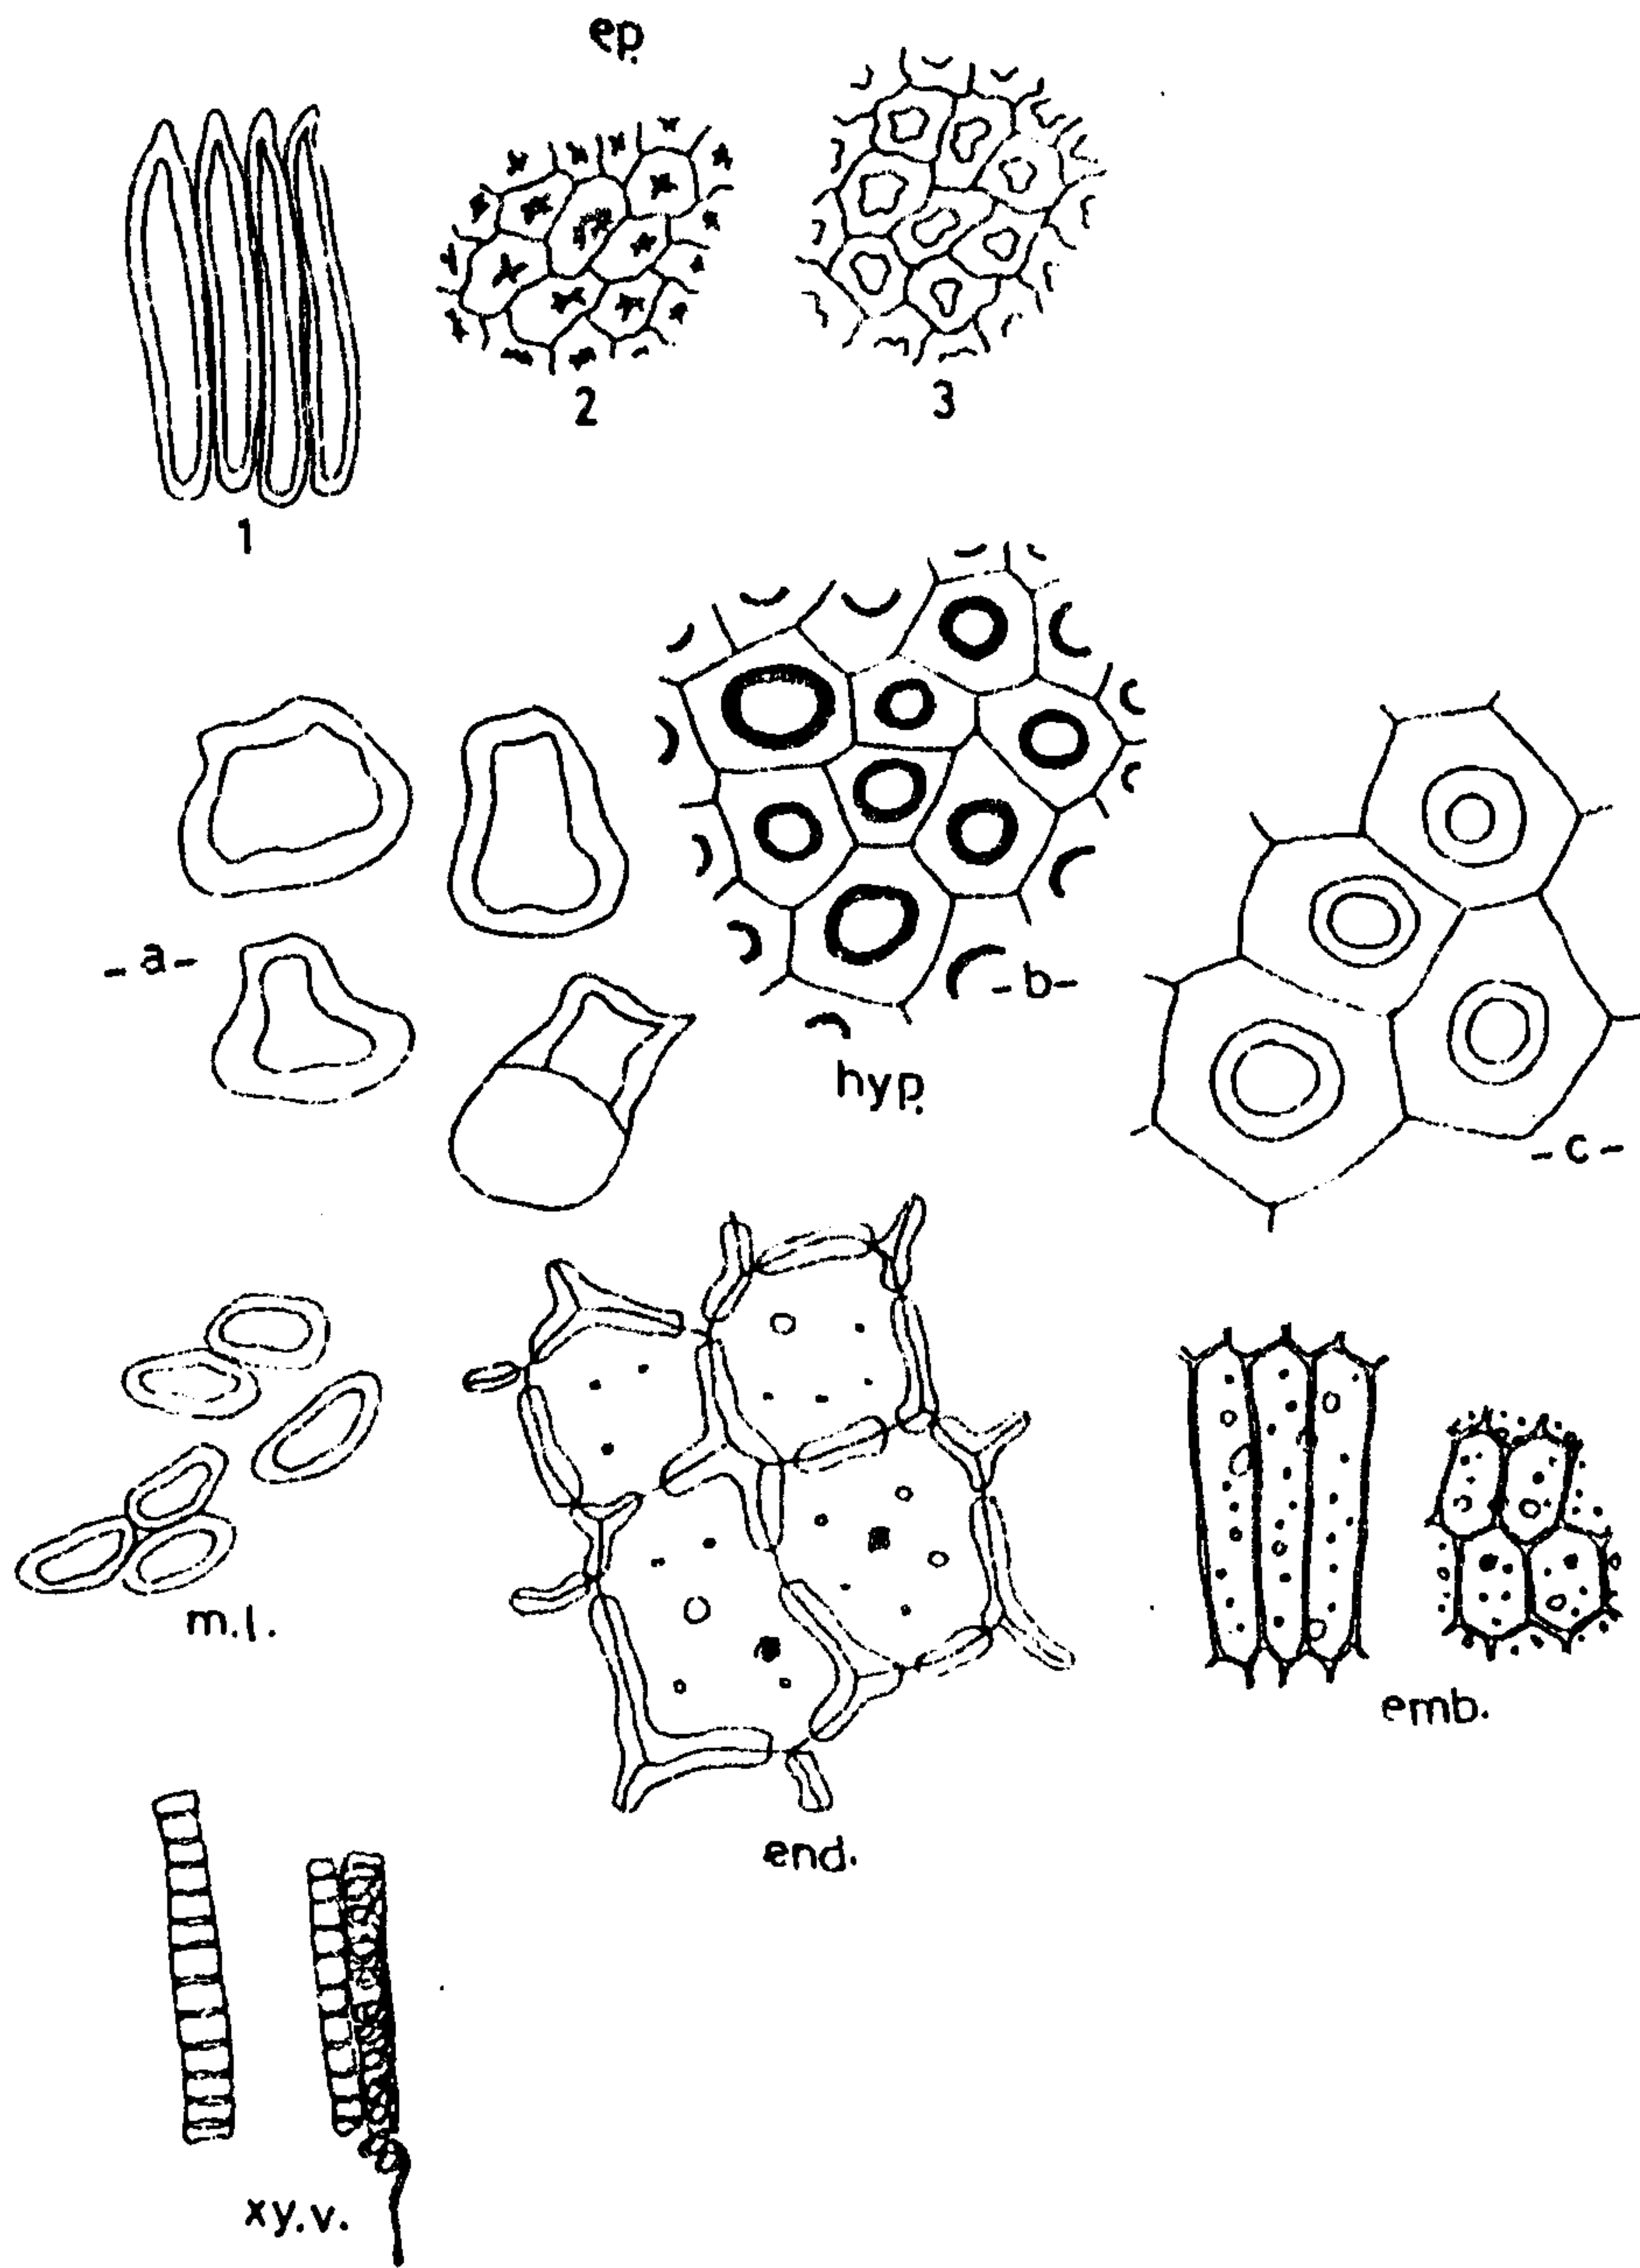 ep.
1
2
3
- a -
- b -
hyp.
- c -
m.l.
end.
emb.
xy.v.